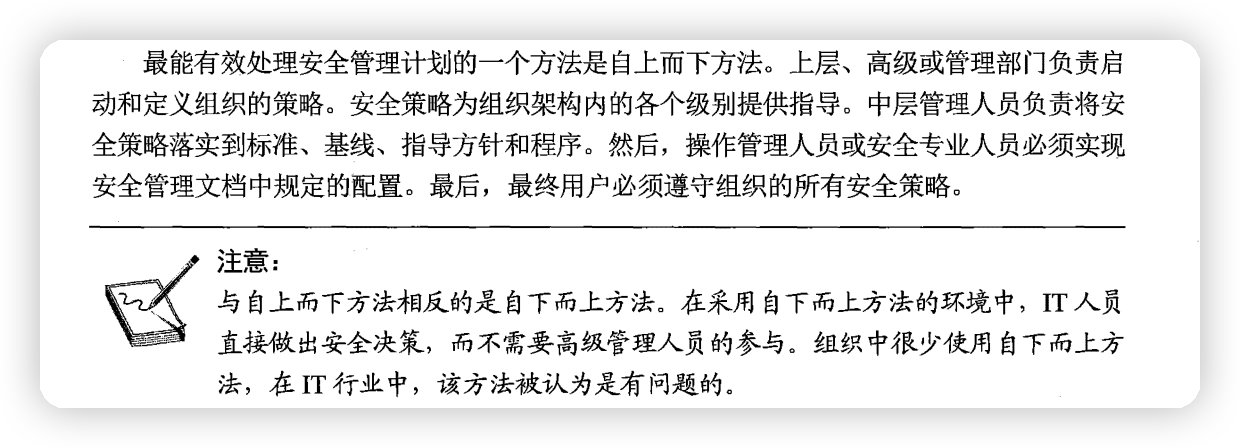 最能有效处理安全管理计划的一个方法是自上而下方法。上层、高级或管理部门负责启
动和定义组织的策略。安全策略为组织架构内的各个级别提供指导。中层管理人员负责将安
全策略落实到标准、基线、指导方针和程序。然后，操作管理人员或安全专业人员必须实现
安全管理文档中规定的配置。最后，最终用户必须遵守组织的所有安全策略。
注意：
与自上而下方法相反的是自下而上方法。在采用自下而上方法的环境中，IT 人员
直接做出安全决策，而不需要高级管理人员的参与。组织中很少使用自下而上方
法，在 IT 行业中，该方法被认为是有问题的。